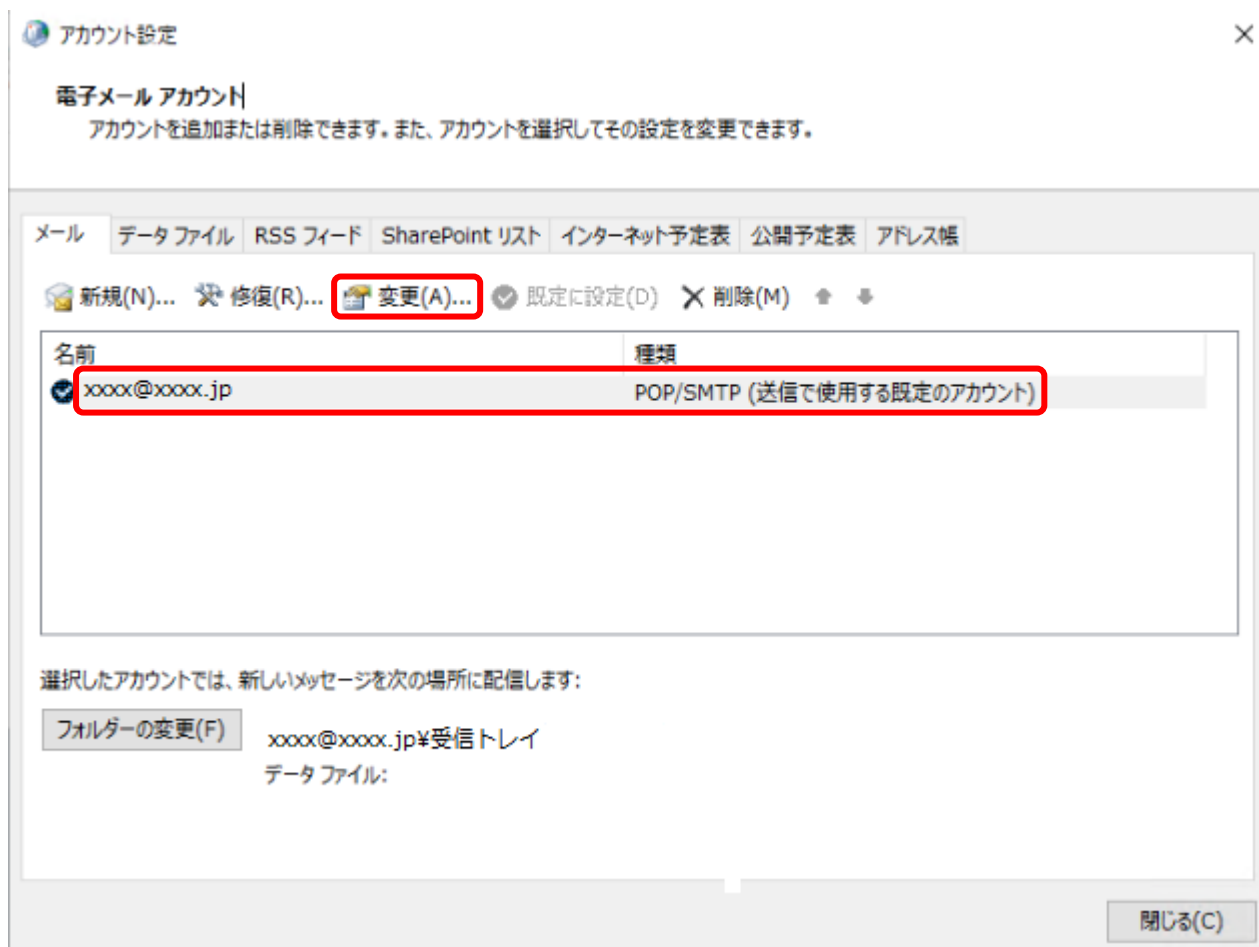 アカウント設定
電子メール アカウント
アカウントを追加または削除できます。また、アカウントを選択してその設定を変更できます。
メール データ ファイル RSS フィード SharePoint リスト インターネット予定表 公開予定表 アドレス帳
新規(N)... 修復(R)... 変更(A)... 既定に設定(D) 削除(M)
名前 種類
xxxx@xxxx.jp POP/SMTP (送信で使用する既定のアカウント)
選択したアカウントでは、新しいメッセージを次の場所に配信します:
フォルダーの変更(F) xxxx@xxxx.jp¥受信トレイ
データ ファイル:
閉じる(C)